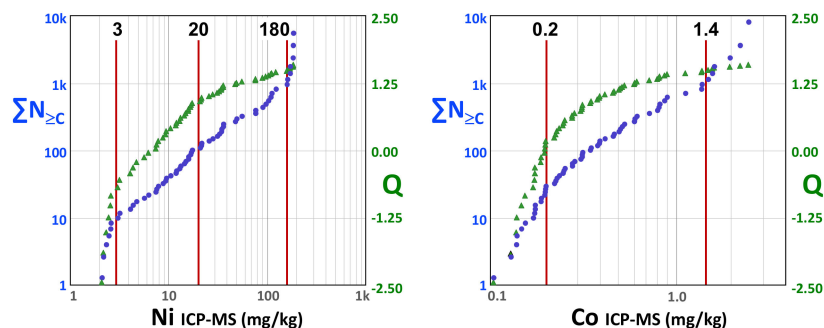 3 20 180
10k 2.50
1k 1.25
∑N≥C
100 0.00
Q
10 -1.25
1 -2.50
1 10 100 1k
Ni ICP-MS (mg/kg)
0.2 1.4
10k 2.50
1k 1.25
∑N≥C
100 0.00
Q
10 -1.25
1 -2.50
0.1 1.0
Co ICP-MS (mg/kg)